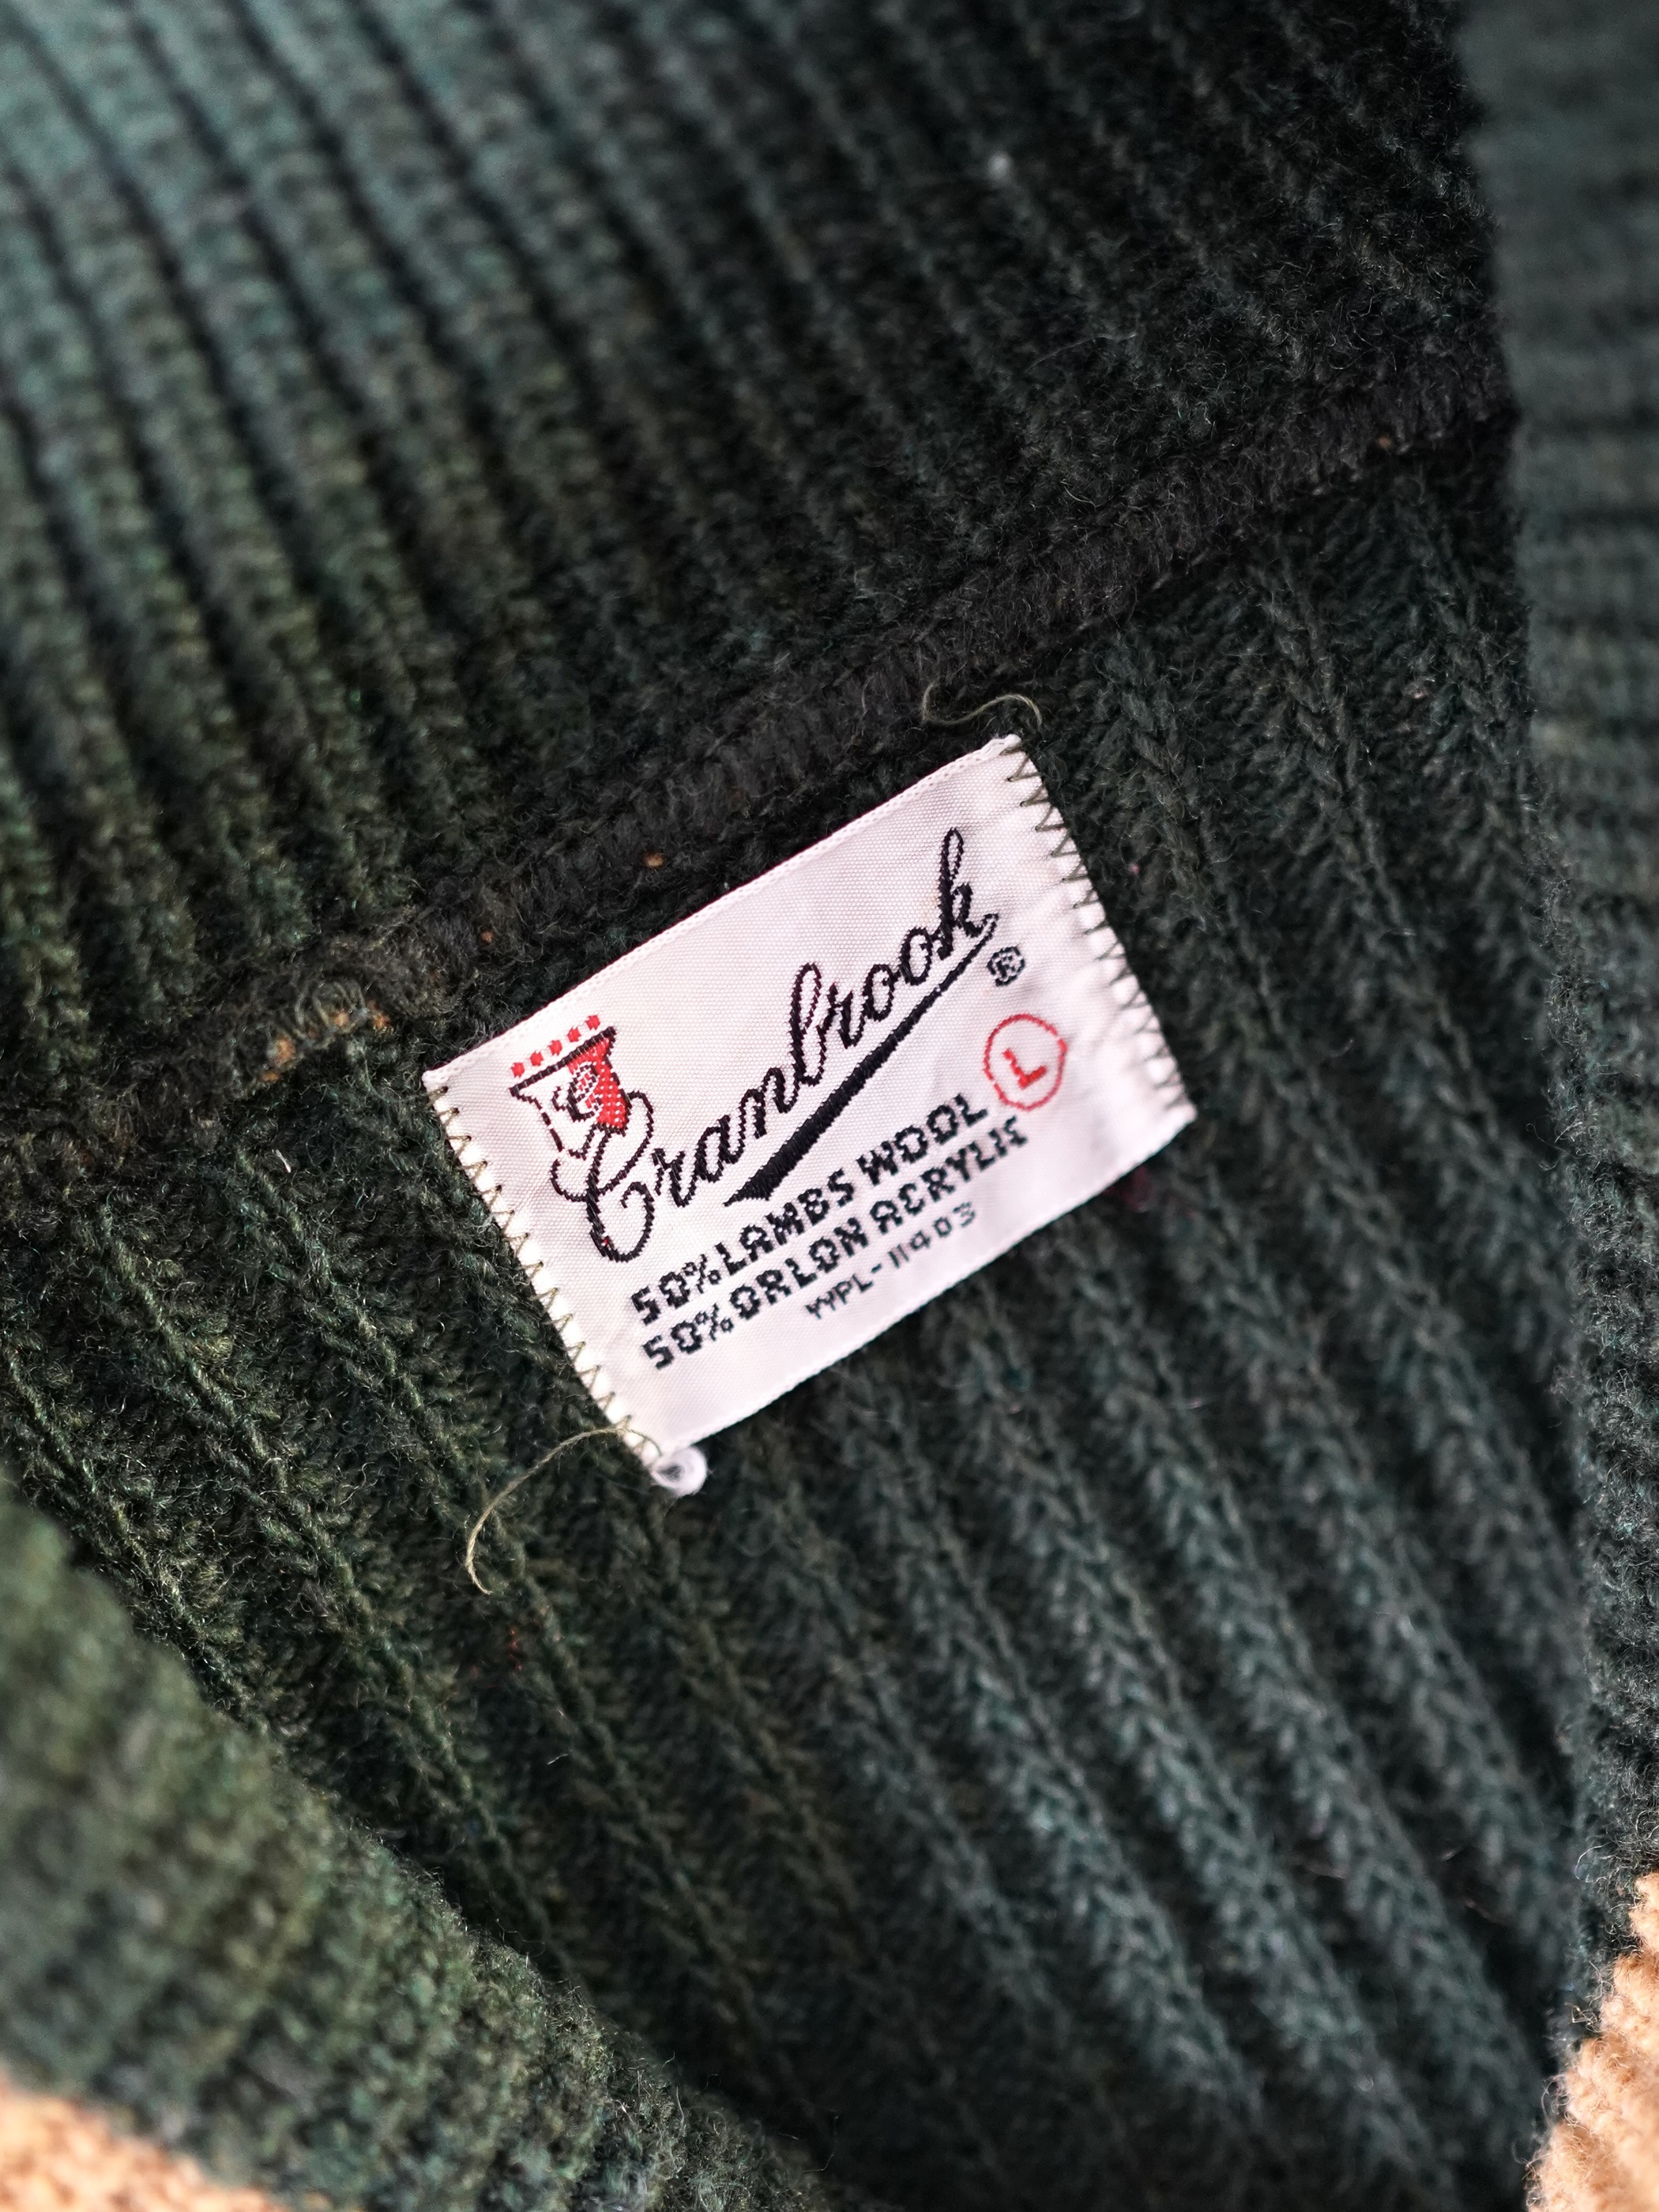 C
Cranbrook®
L
50% LAMBS WOOL
50% ORLON ACRYLIC
WPL-11403